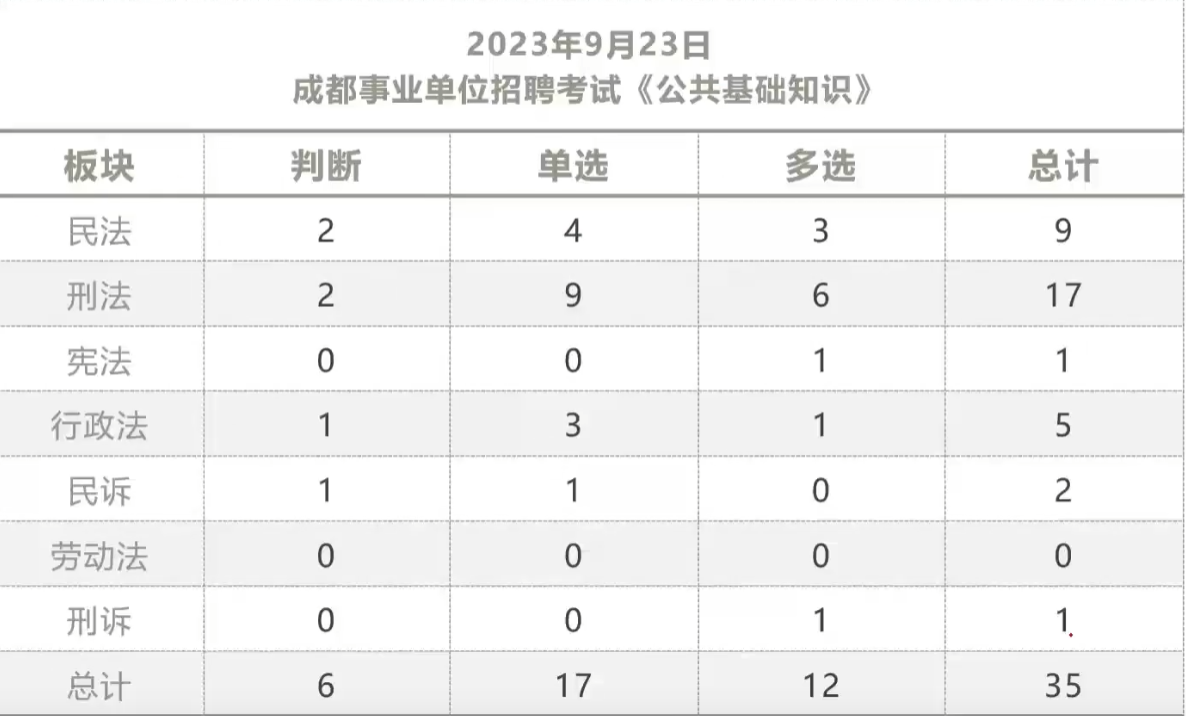 2023年9月23日
成都事业单位招聘考试《公共基础知识》
板块 判断 单选 多选 总计
民法 2 4 3 9
刑法 2 9 6 17
宪法 0 0 1 1
行政法 1 3 1 5
民诉 1 1 0 2
劳动法 0 0 0 0
刑诉 0 0 1 1
总计 6 17 12 35